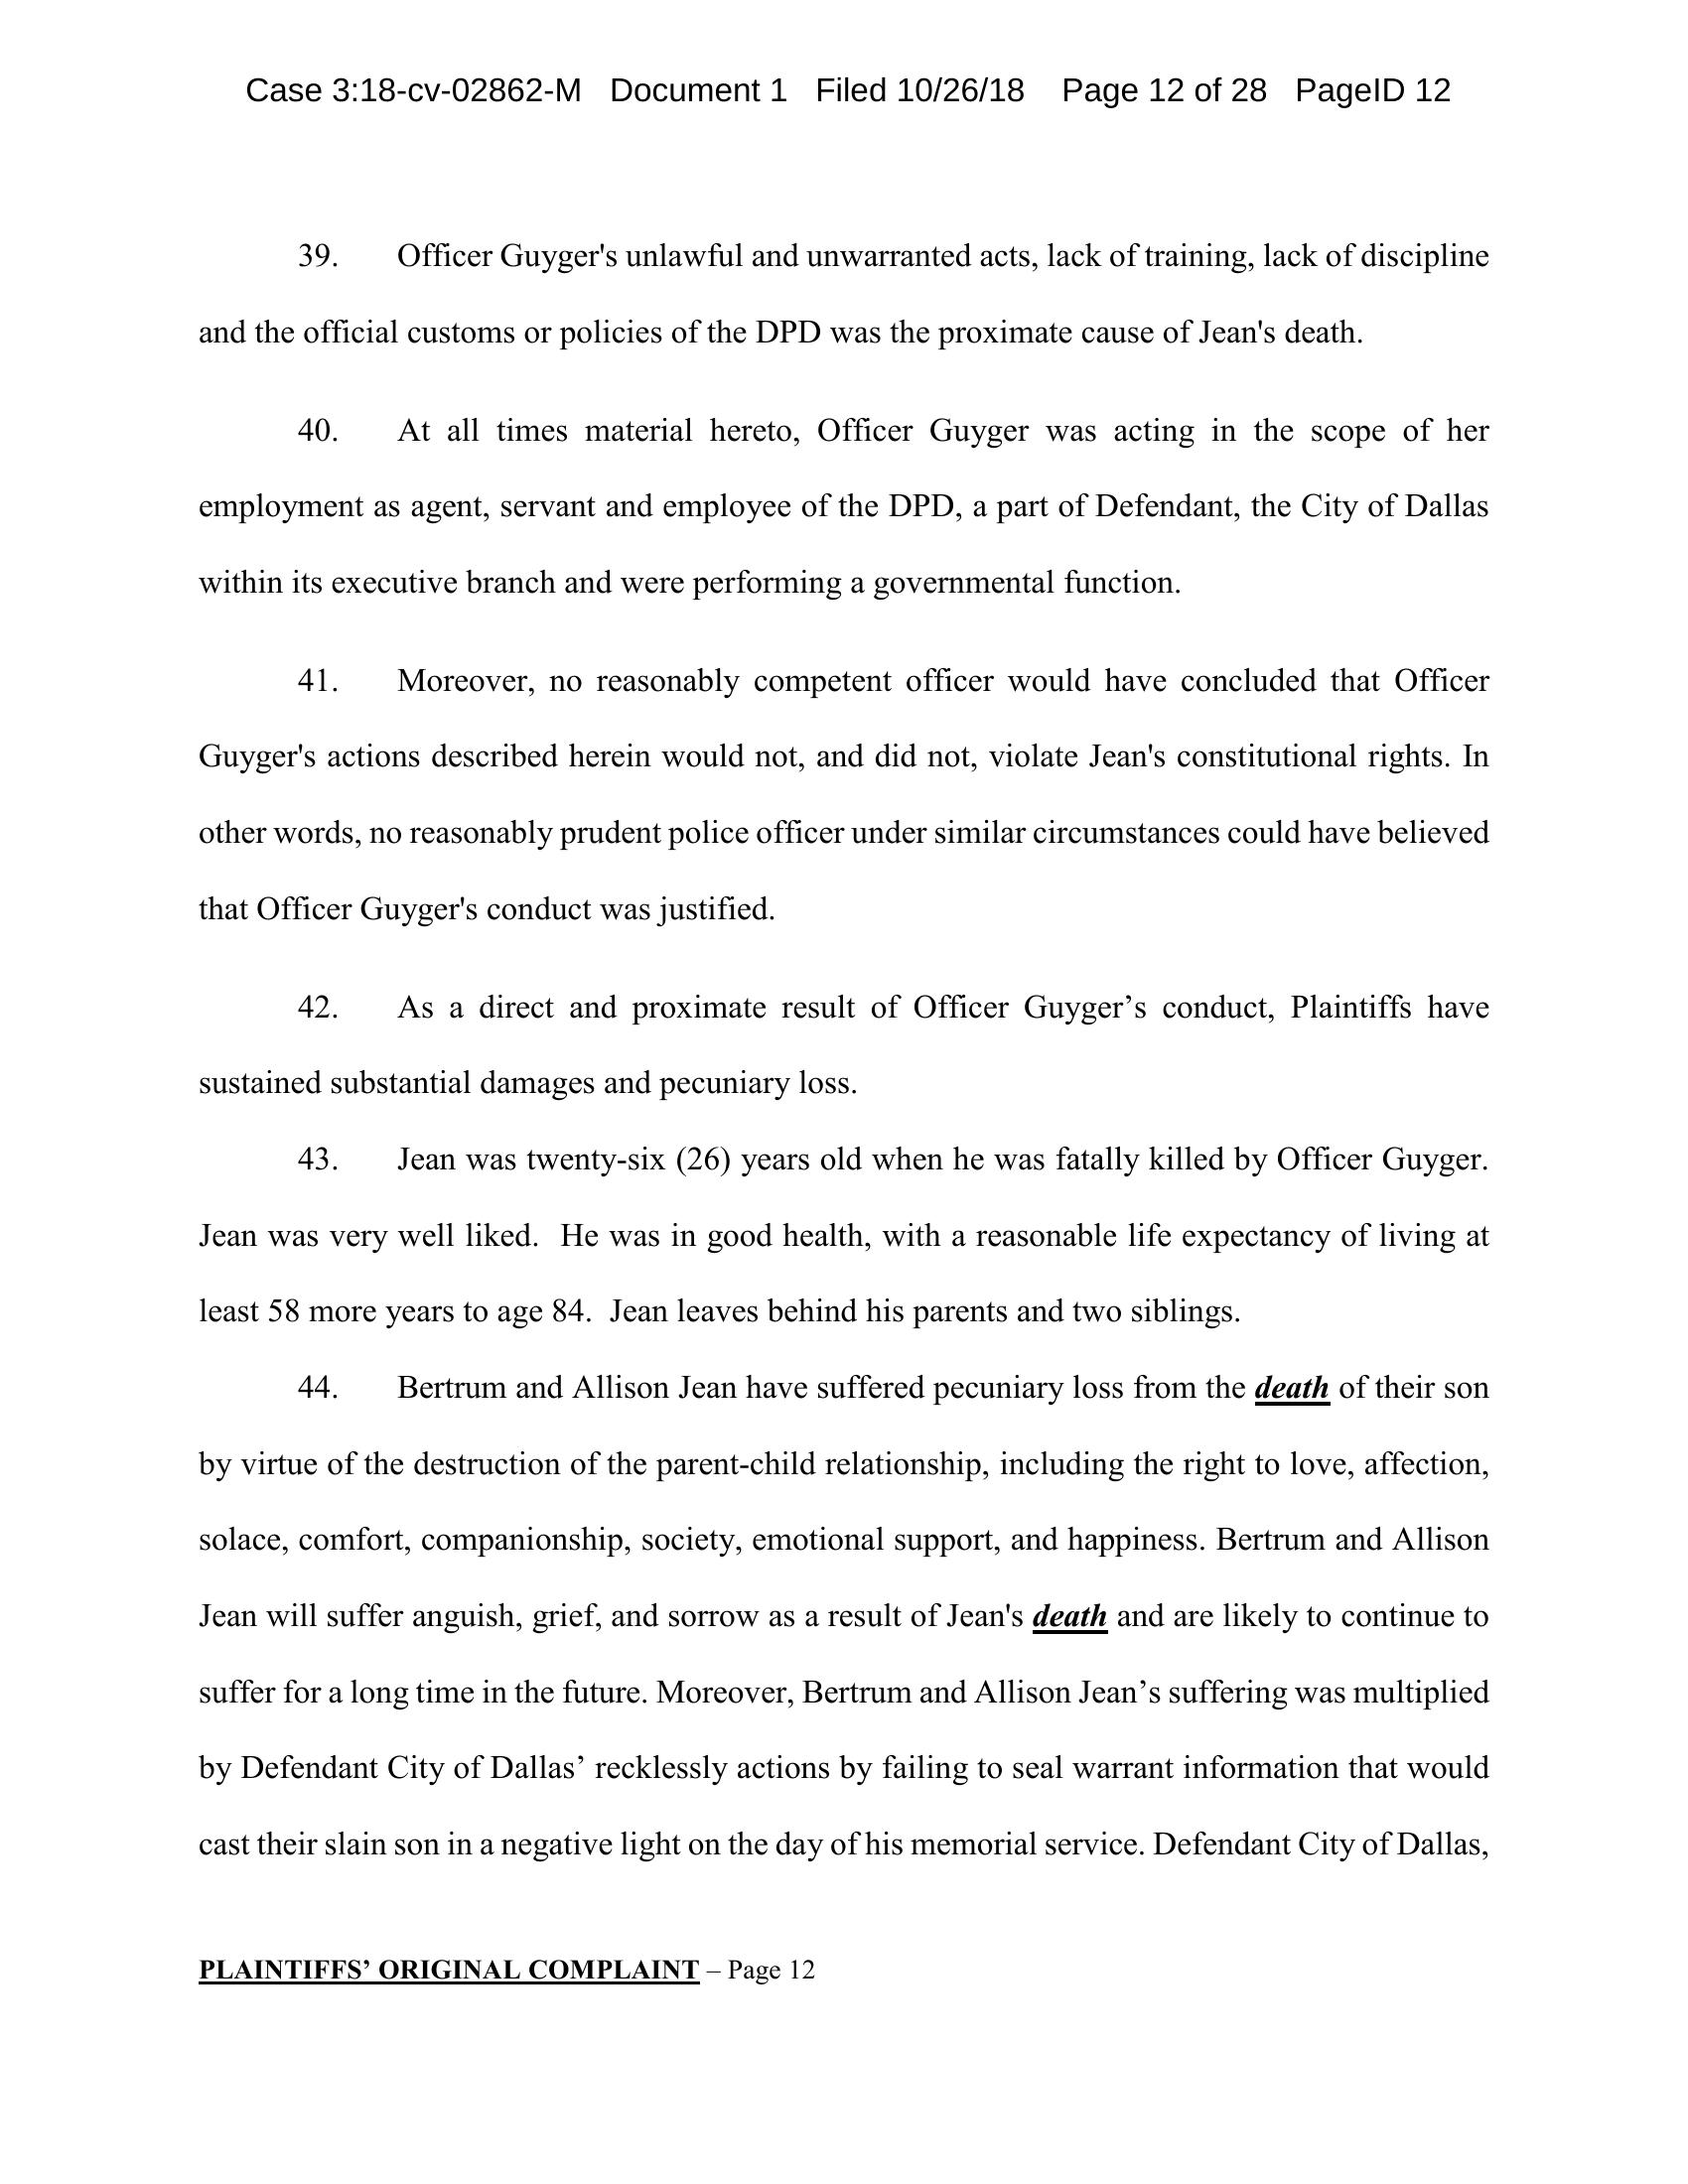 Case 3:18-cv-02862-M Document 1 Filed 10/26/18 Page 12 of 28 PageID 12
39. Officer Guyger's unlawful and unwarranted acts, lack of training, lack of discipline
and the official customs or policies of the DPD was the proximate cause of Jean's death.
40. At all times material hereto, Officer Guyger was acting in the scope of her
employment as agent, servant and employee of the DPD, a part of Defendant, the City of Dallas
within its executive branch and were performing a governmental function.
41. Moreover, no reasonably competent officer would have concluded that Officer
Guyger's actions described herein would not, and did not, violate Jean's constitutional rights. In
other words, no reasonably prudent police officer under similar circumstances could have believed
that Officer Guyger's conduct was justified.
42. As a direct and proximate result of Officer Guyger’s conduct, Plaintiffs have
sustained substantial damages and pecuniary loss.
43. Jean was twenty-six (26) years old when he was fatally killed by Officer Guyger.
Jean was very well liked. He was in good health, with a reasonable life expectancy of living at
least 58 more years to age 84. Jean leaves behind his parents and two siblings.
44. Bertrum and Allison Jean have suffered pecuniary loss from the death of their son
by virtue of the destruction of the parent-child relationship, including the right to love, affection,
solace, comfort, companionship, society, emotional support, and happiness. Bertrum and Allison
Jean will suffer anguish, grief, and sorrow as a result of Jean's death and are likely to continue to
suffer for a long time in the future. Moreover, Bertrum and Allison Jean’s suffering was multiplied
by Defendant City of Dallas’ recklessly actions by failing to seal warrant information that would
cast their slain son in a negative light on the day of his memorial service. Defendant City of Dallas,
PLAINTIFFS’ ORIGINAL COMPLAINT – Page 12